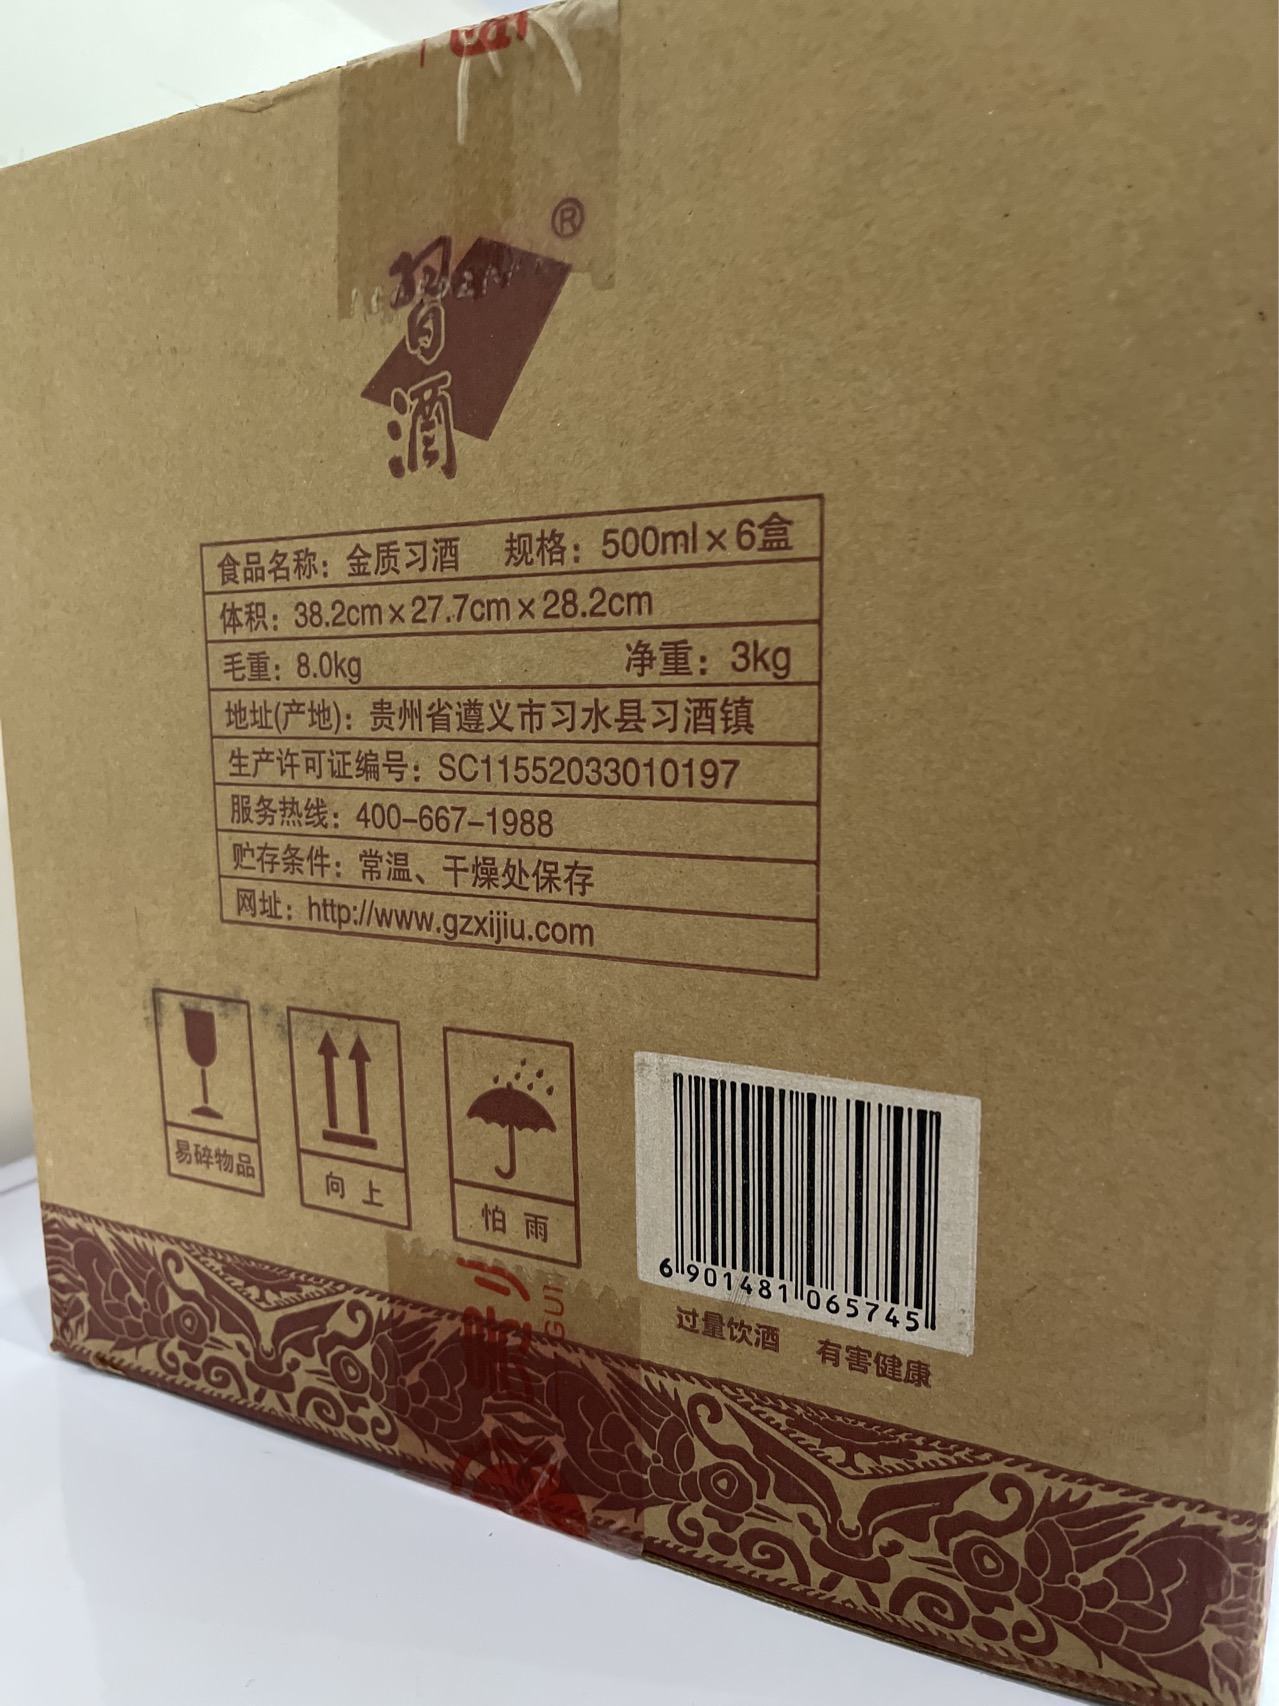 ®
習
酒
食品名称：金质习酒 规格：500ml×6盒
体积：38.2cm×27.7cm×28.2cm
毛重：8.0kg 净重：3kg
地址(产地)：贵州省遵义市习水县习酒镇
生产许可证编号：SC11552033010197
服务热线：400-667-1988
贮存条件：常温、干燥处保存
网址：http://www.gzxijiu.com
易碎物品
向上
怕雨
6 901481 065745
过量饮酒 有害健康
GUI